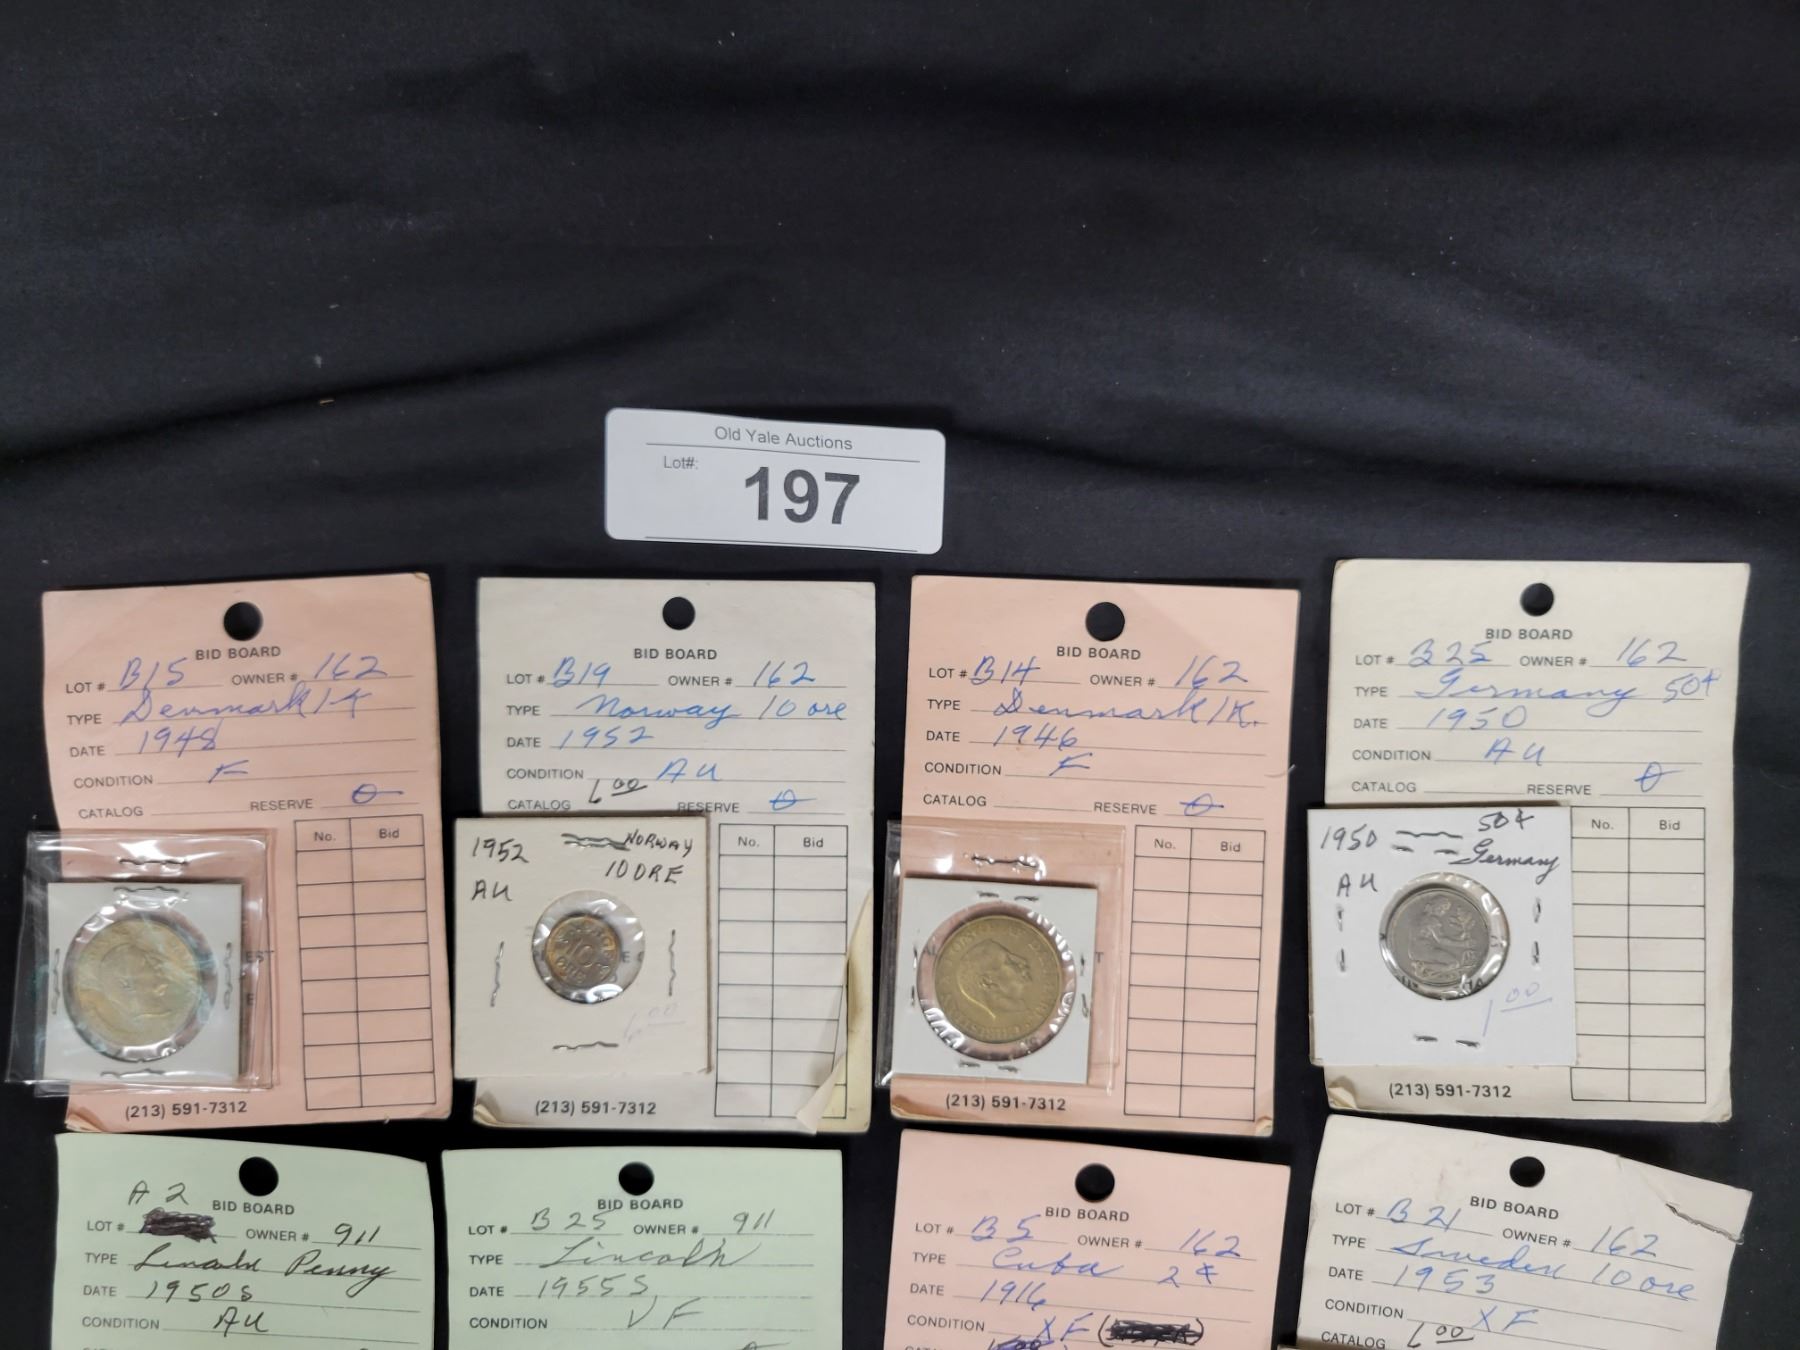 Old Yale Auctions
Lot#:
197
BID BOARD
LOT # B15 OWNER # 162
TYPE Denmark 1K
DATE 1948
CONDITION F
CATALOG RESERVE 0
No. Bid
(213) 591-7312
BID BOARD
LOT # B19 OWNER # 162
TYPE Norway 10 ore
DATE 1952
CONDITION AU
CATALOG 6.00 RESERVE 0
No. Bid
1952 NORWAY
10 ORE
AU
10
6.00
(213) 591-7312
BID BOARD
LOT # B14 OWNER # 162
TYPE Denmark 1K.
DATE 1946
CONDITION F
CATALOG RESERVE 0
No. Bid
(213) 591-7312
BID BOARD
LOT # B25 OWNER # 162
TYPE Germany 50¢
DATE 1950
CONDITION AU
CATALOG RESERVE 0
No. Bid
1950 50¢
Germany
AU
1.00
(213) 591-7312
A2
BID BOARD
LOT # OWNER # 911
TYPE Lincoln Penny
DATE 1950s
CONDITION AU
BID BOARD
LOT # B25 OWNER # 911
TYPE Lincoln
DATE 1955S
CONDITION VF
BID BOARD
LOT # B5 OWNER # 162
TYPE Cuba 2¢
DATE 1916
CONDITION XF
BID BOARD
LOT # B21 OWNER # 162
TYPE Sweden 10 ore
DATE 1953
CONDITION XF
CATALOG 6.00